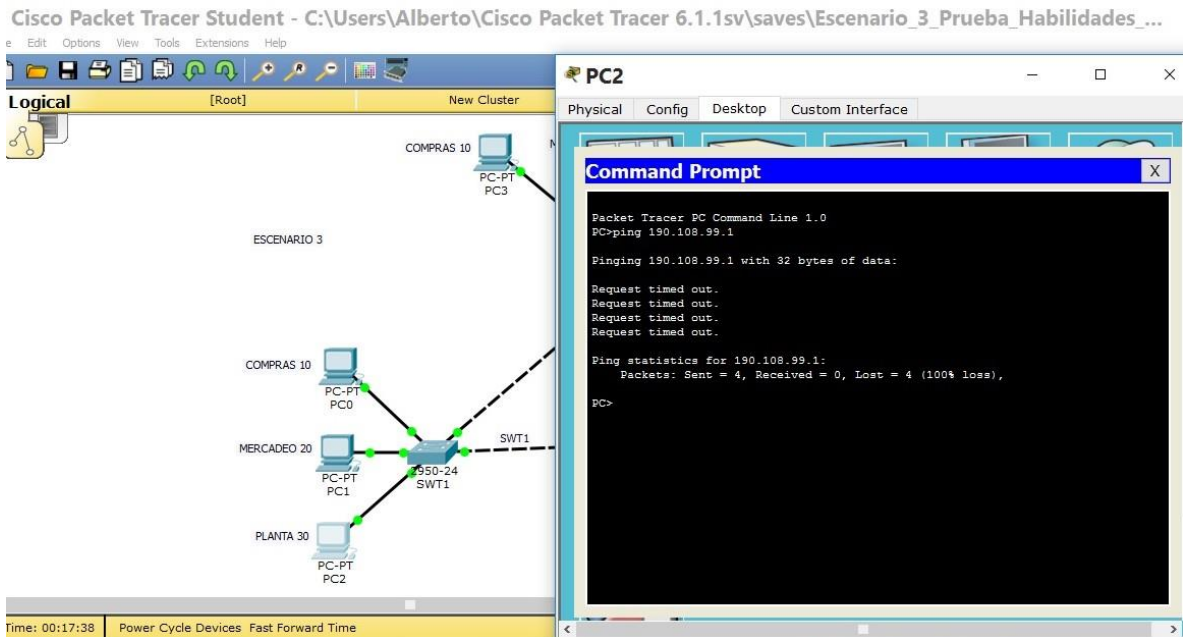 Cisco Packet Tracer Student - C:\Users\Alberto\Cisco Packet Tracer 6.1.1sv\saves\Escenario_3_Prueba_Habilidades_...
e Edit Options View Tools Extensions Help
Logical [Root] New Cluster
COMPRAS 10
PC-PT
PC3
ESCENARIO 3
COMPRAS 10
PC-PT
PC0
MERCADEO 20
PC-PT
PC1
SWT1
2950-24
SWT1
PLANTA 30
PC-PT
PC2
Time: 00:17:38 Power Cycle Devices Fast Forward Time
PC2
Physical Config Desktop Custom Interface
Command Prompt X
Packet Tracer PC Command Line 1.0
PC>ping 190.108.99.1
Pinging 190.108.99.1 with 32 bytes of data:
Request timed out.
Request timed out.
Request timed out.
Request timed out.
Ping statistics for 190.108.99.1:
Packets: Sent = 4, Received = 0, Lost = 4 (100% loss),
PC>